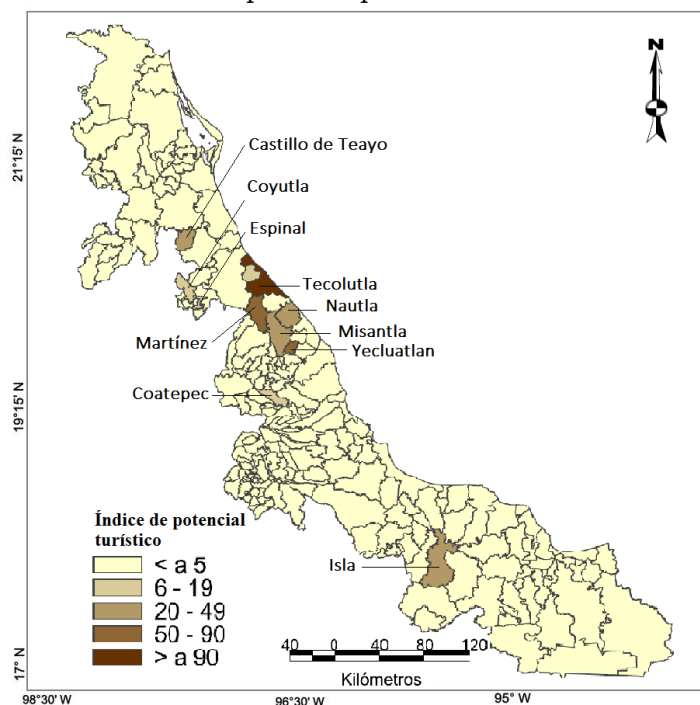 N
21°15' N
19°15' N
17° N
Castillo de Teayo
Coyutla
Espinal
Tecolutla
Nautla
Misantla
Martínez
Yecluatlan
Coatepec
Isla
Índice de potencial
turístico
< a 5
6 - 19
20 - 49
50 - 90
> a 90
40 0 40 80 120
Kilómetros
98°30' W 96°30' W 95° W